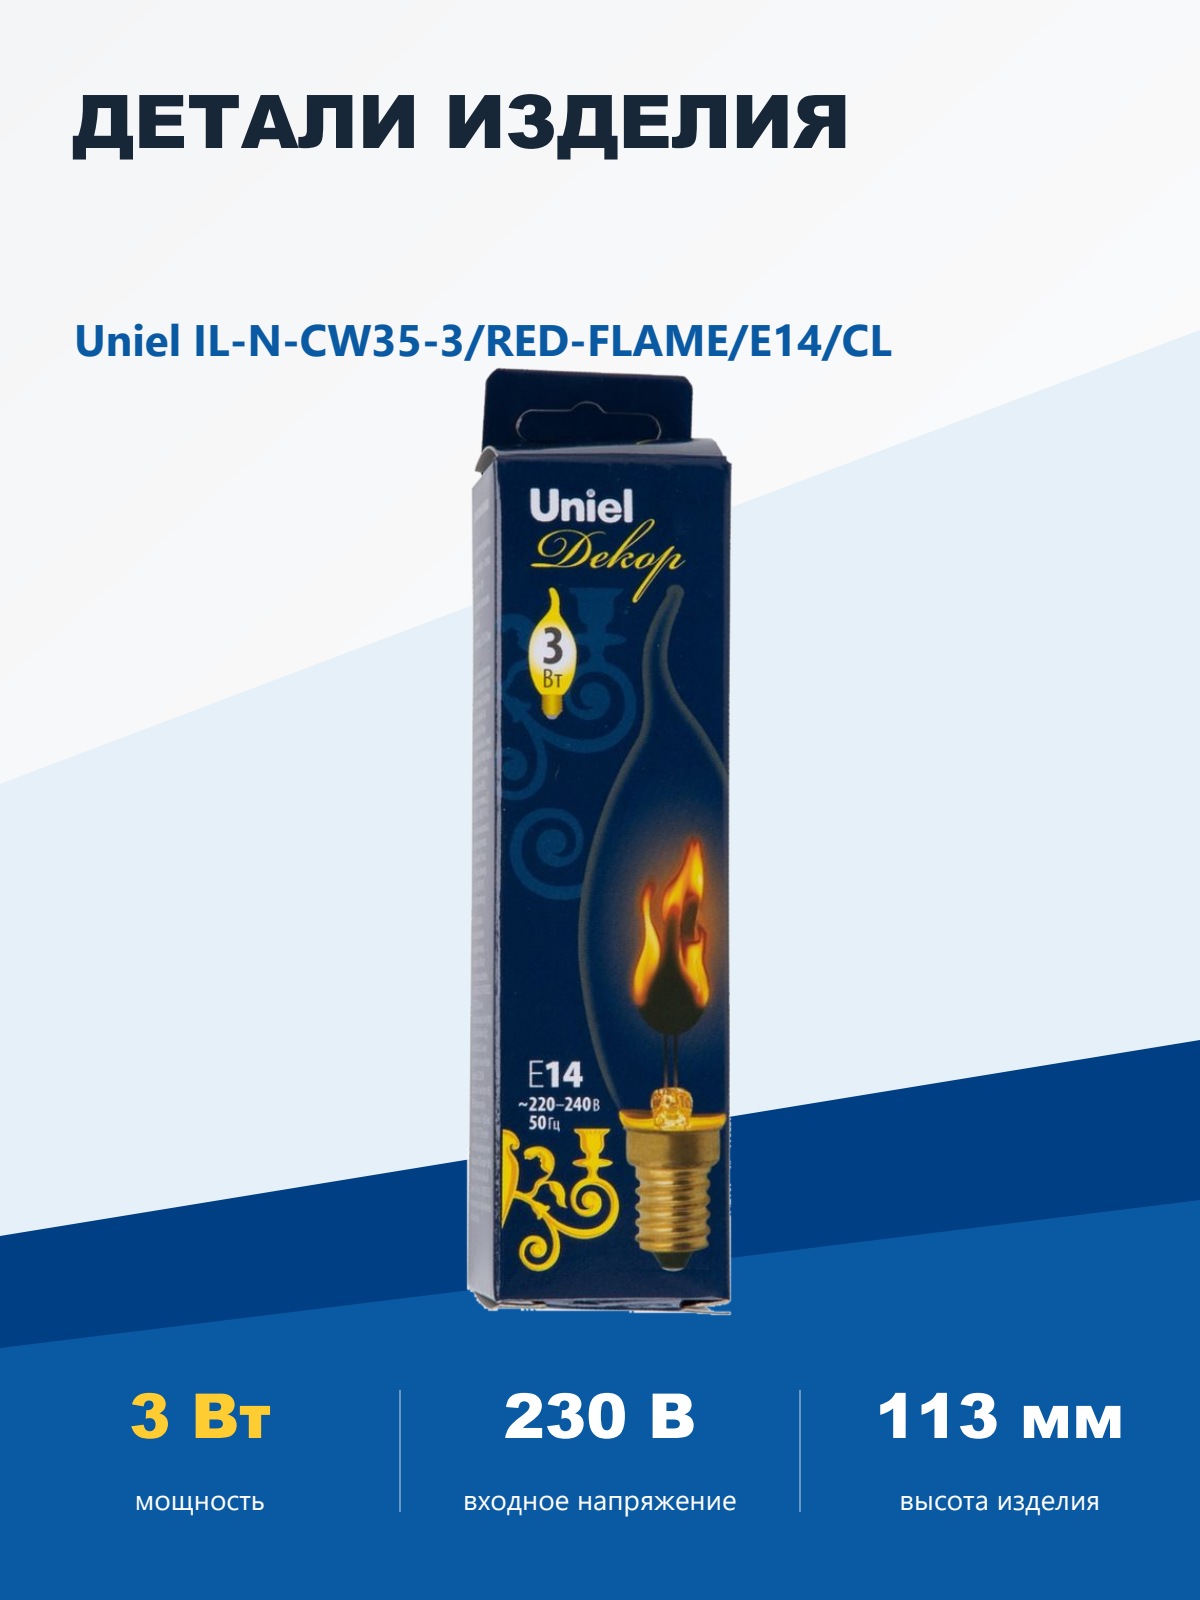 ДЕТАЛИ ИЗДЕЛИЯ
Uniel IL-N-CW35-3/RED-FLAME/E14/CL
Uniel
Декор
3
Вт
E14
~220–240В
50Гц
3 Вт
230 В
113 мм
мощность
входное напряжение
высота изделия